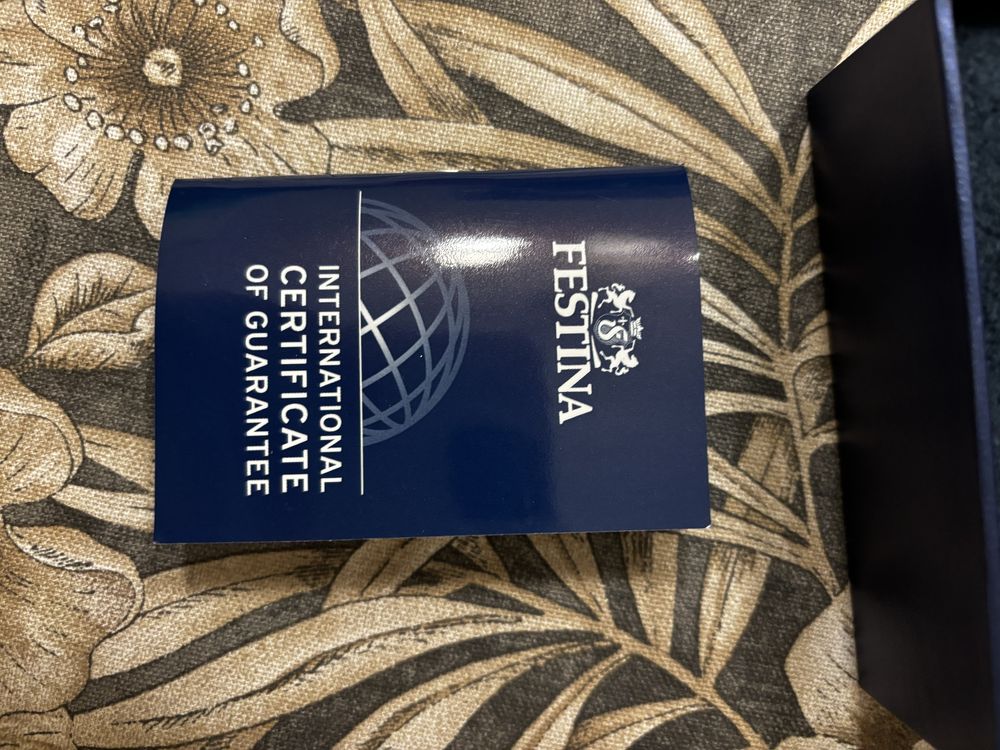 FESTINA
INTERNATIONAL
CERTIFICATE
OF GUARANTEE